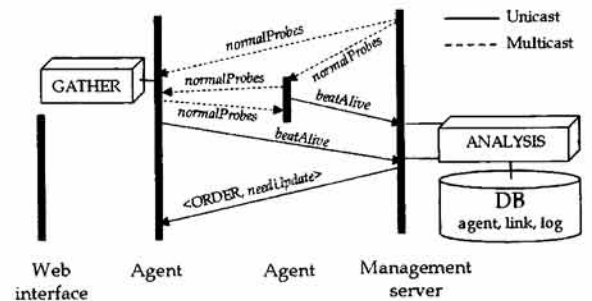 Unicast
Multicast
normalProbes
normalProbes
GATHER
normalProbes
normalProbes
beatAlive
beatAlive
ANALYSIS
<ORDER, needUpdate>
DB
agent, link, log
Web
interface
Agent
Agent
Management
server